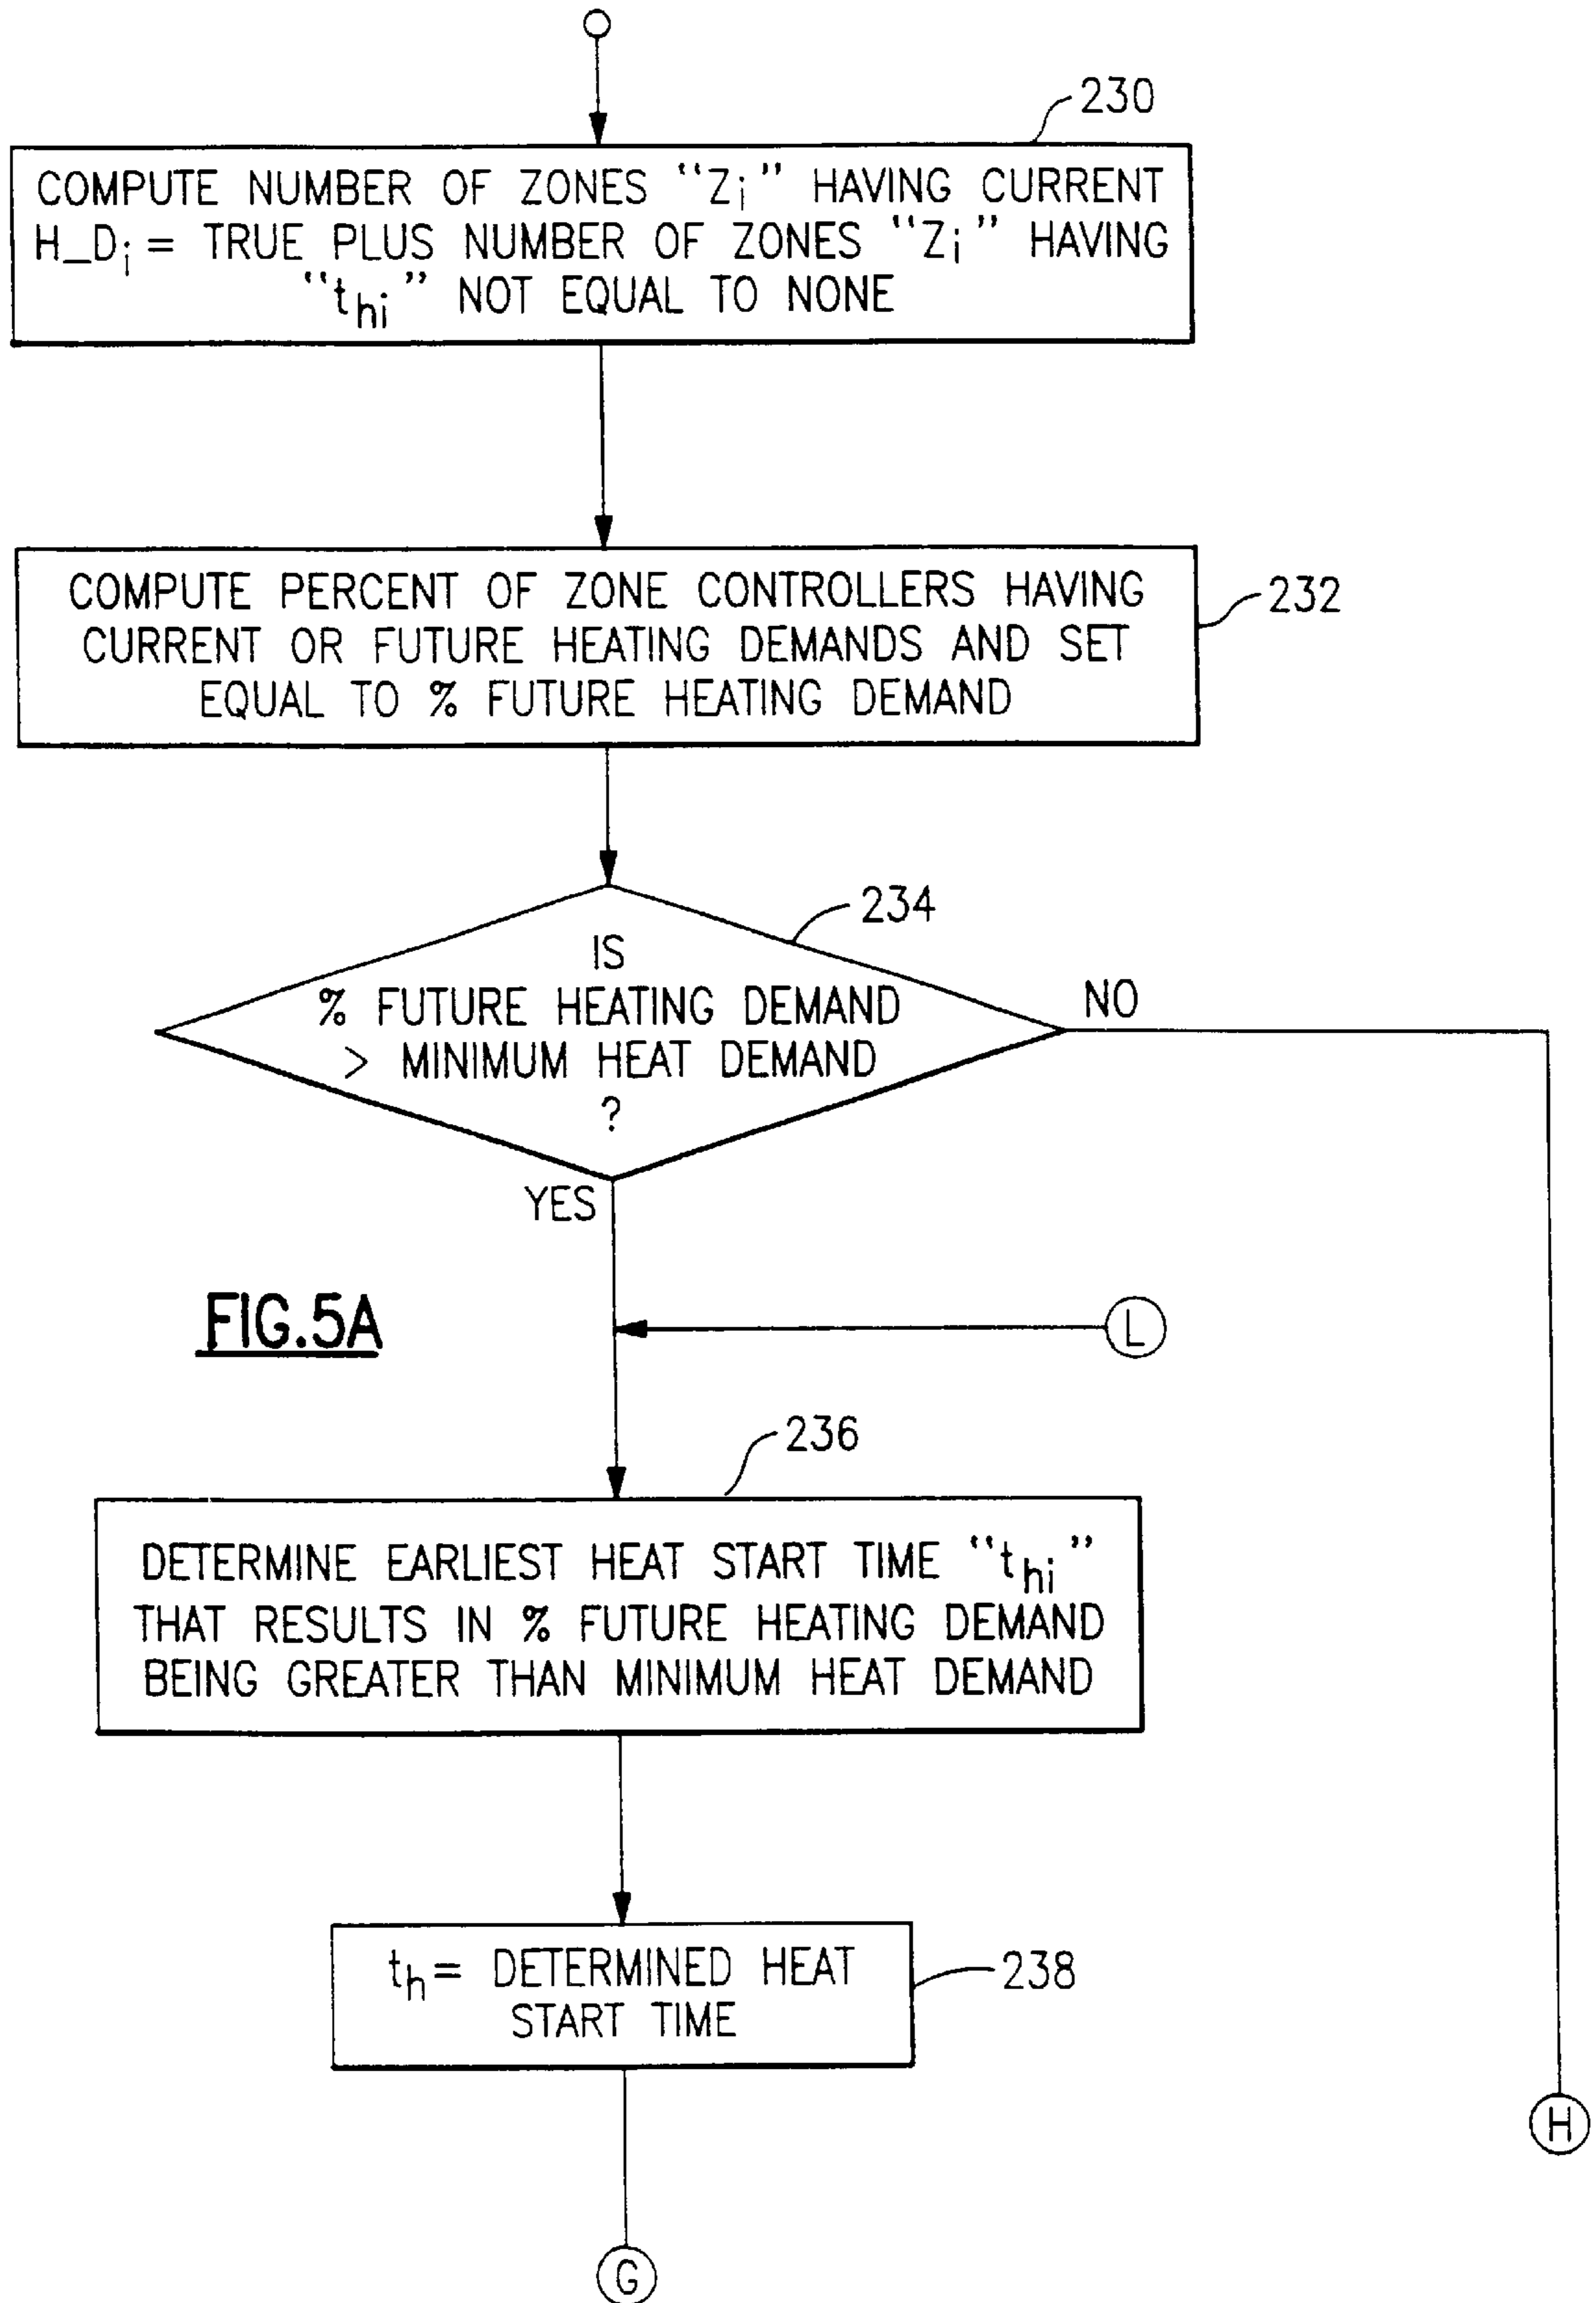 230
COMPUTE NUMBER OF ZONES “Zi” HAVING CURRENT
H_Di = TRUE PLUS NUMBER OF ZONES “Zi” HAVING
“thi” NOT EQUAL TO NONE
COMPUTE PERCENT OF ZONE CONTROLLERS HAVING
CURRENT OR FUTURE HEATING DEMANDS AND SET
EQUAL TO % FUTURE HEATING DEMAND
232
234
IS
% FUTURE HEATING DEMAND
> MINIMUM HEAT DEMAND
?
NO
YES
FIG.5A
L
236
DETERMINE EARLIEST HEAT START TIME “thi”
THAT RESULTS IN % FUTURE HEATING DEMAND
BEING GREATER THAN MINIMUM HEAT DEMAND
th = DETERMINED HEAT
START TIME
238
H
G